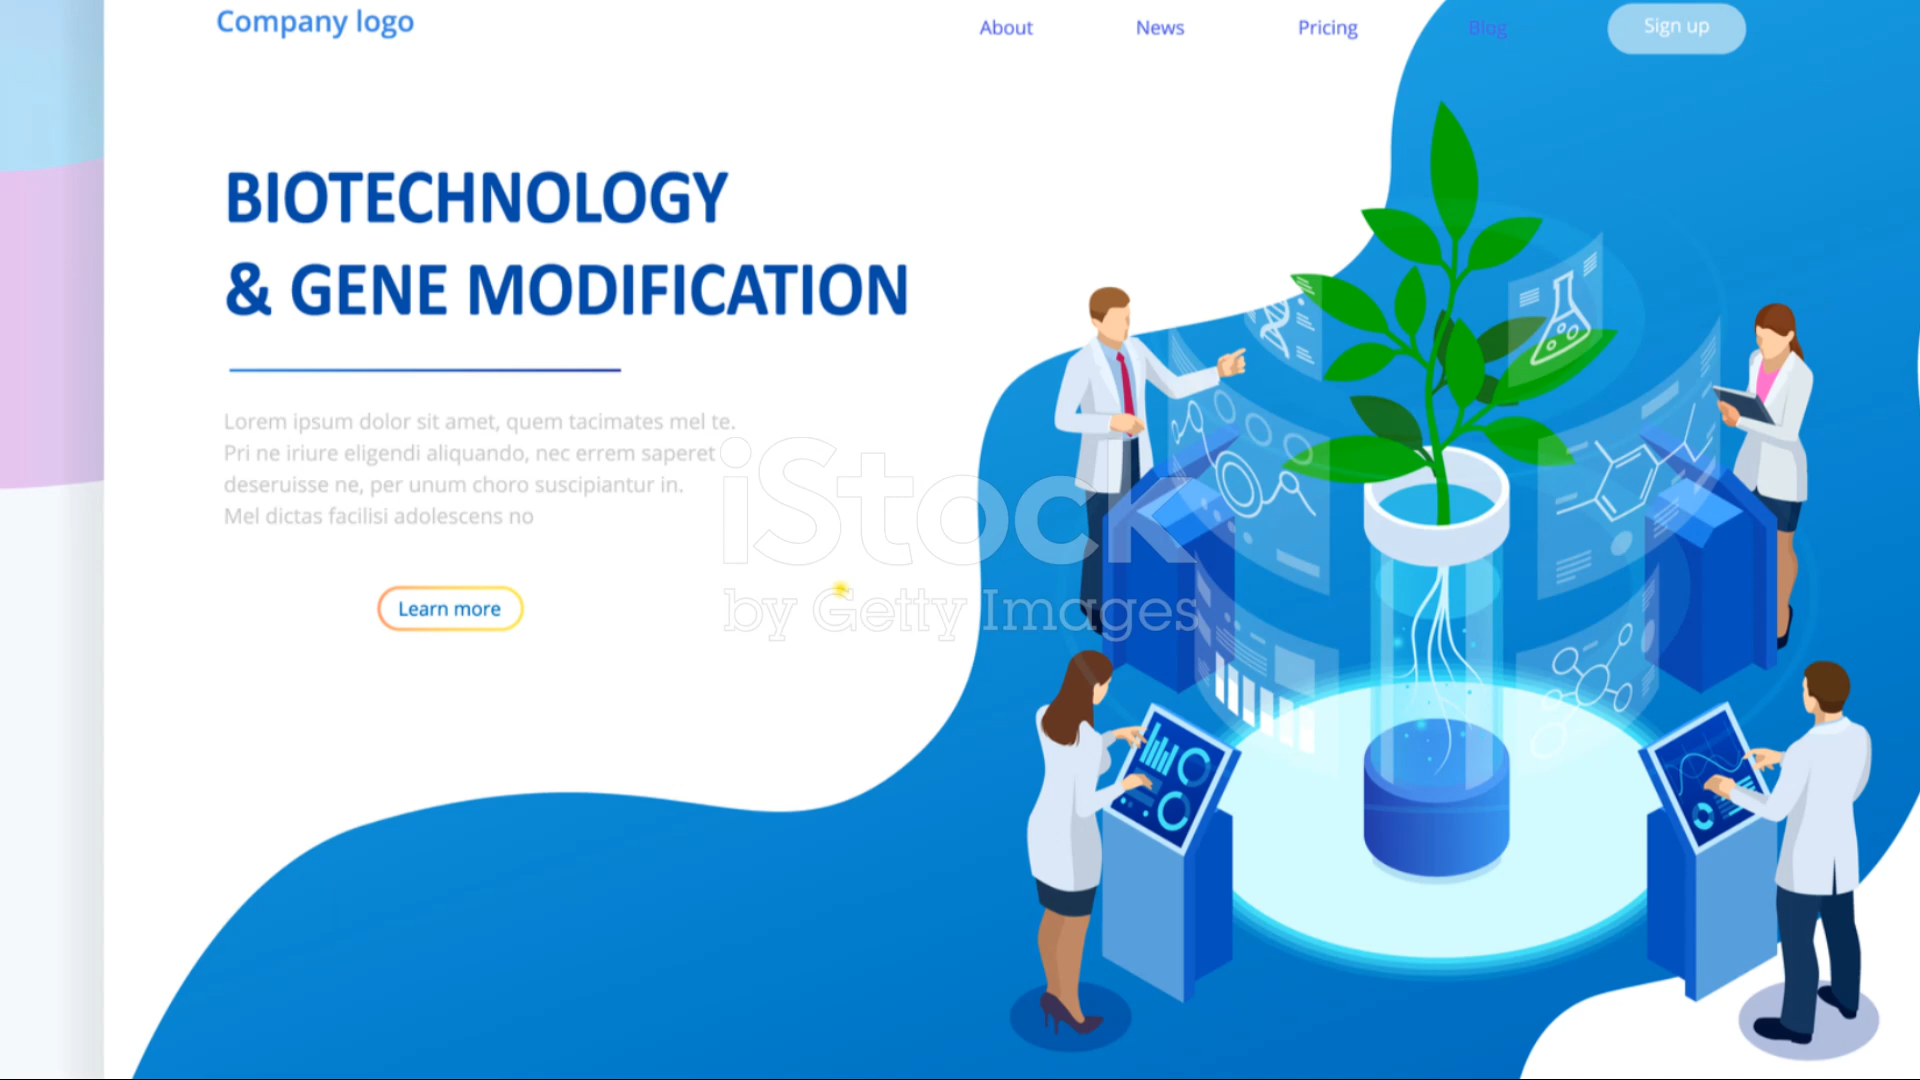 Company logo
About
News
Pricing
Blog
Sign up
BIOTECHNOLOGY
& GENE MODIFICATION
Lorem ipsum dolor sit amet, quem tacimates mel te.
Pri ne iriure eligendi aliquando, nec errem saperet
deseruisse ne, per unum choro suscipiantur in.
Mel dictas facilisi adolescens no
iStock
by Getty Images
Learn more